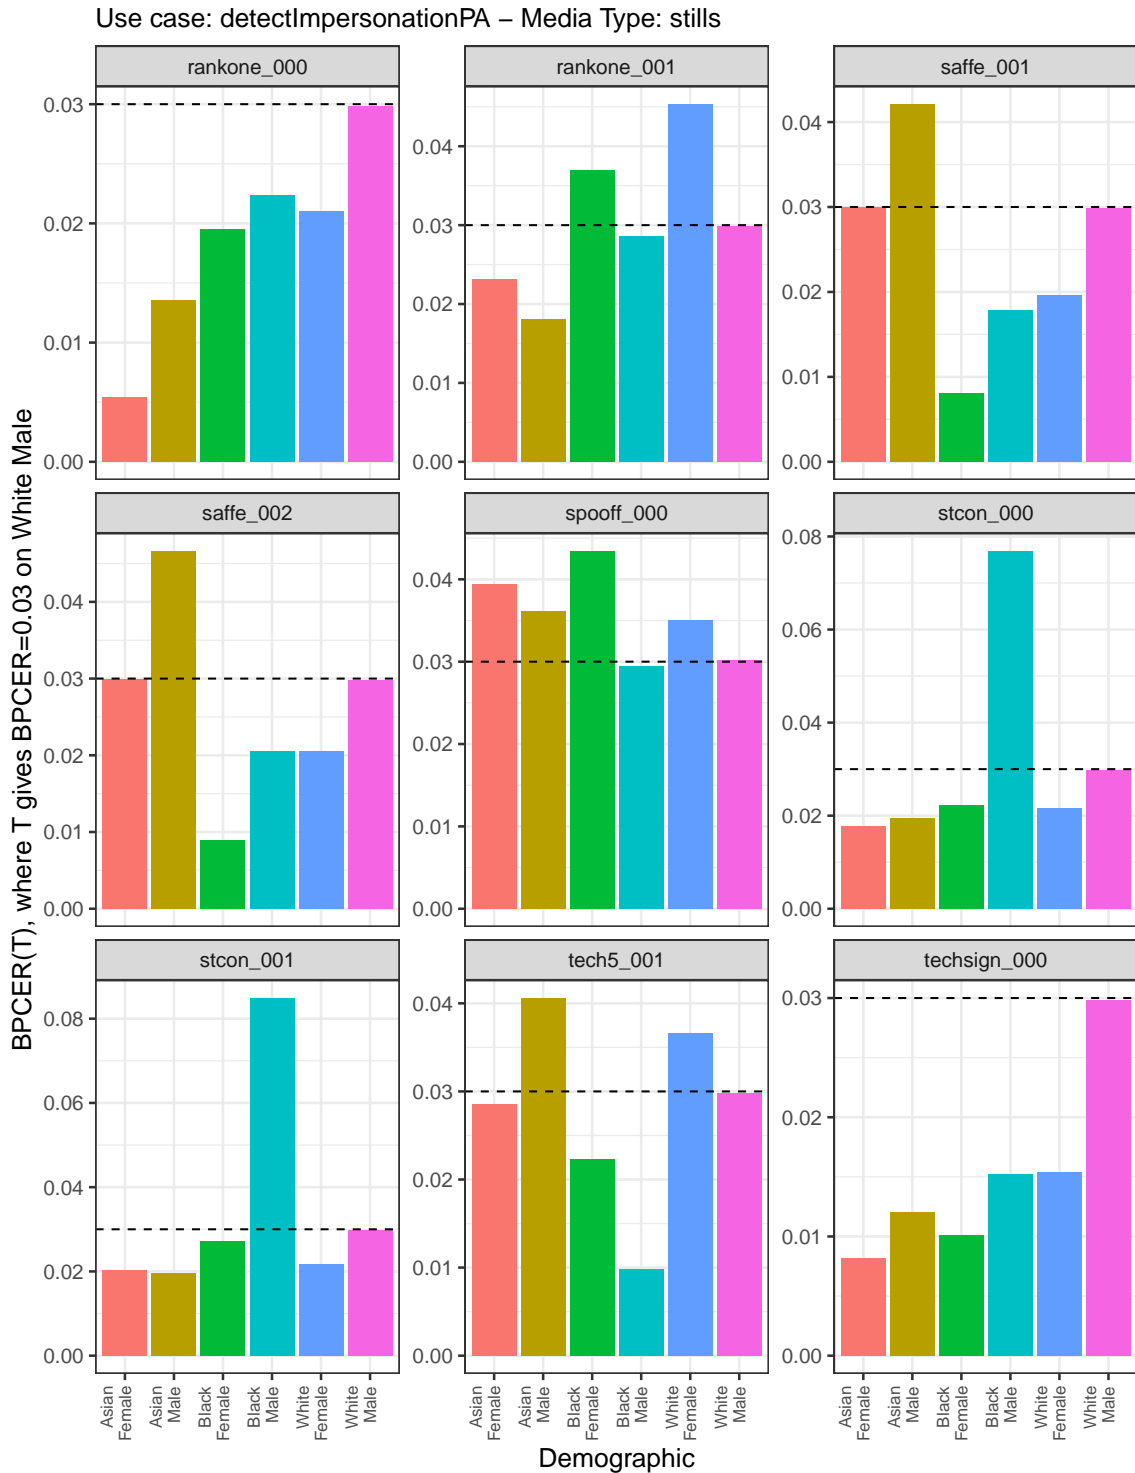 Use case: detectImpersonationPA − Media Type: stills
BPCER(T), where T gives BPCER=0.03 on White Male
rankone_000
0.03
0.02
0.01
0.00
rankone_001
0.04
0.03
0.02
0.01
0.00
saffe_001
0.04
0.03
0.02
0.01
0.00
saffe_002
0.04
0.03
0.02
0.01
0.00
spooff_000
0.04
0.03
0.02
0.01
0.00
stcon_000
0.08
0.06
0.04
0.02
0.00
stcon_001
0.08
0.06
0.04
0.02
0.00
tech5_001
0.04
0.03
0.02
0.01
0.00
techsign_000
0.03
0.02
0.01
0.00
Asian
Female
Asian
Male
Black
Female
Black
Male
White
Female
White
Male
Asian
Female
Asian
Male
Black
Female
Black
Male
White
Female
White
Male
Asian
Female
Asian
Male
Black
Female
Black
Male
White
Female
White
Male
Demographic